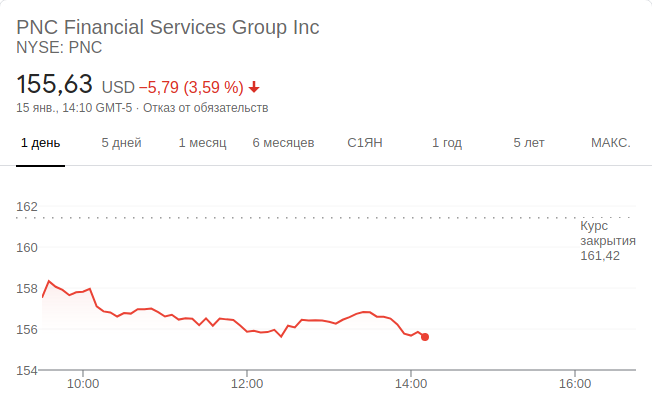 PNC Financial Services Group Inc
NYSE: PNC
155,63 USD −5,79 (3,59 %)
15 янв., 14:10 GMT-5 · Отказ от обязательств
1 день 5 дней 1 месяц 6 месяцев С1ЯН 1 год 5 лет МАКС.
162
Курс
закрытия
161,42
160
158
156
154
10:00 12:00 14:00 16:00